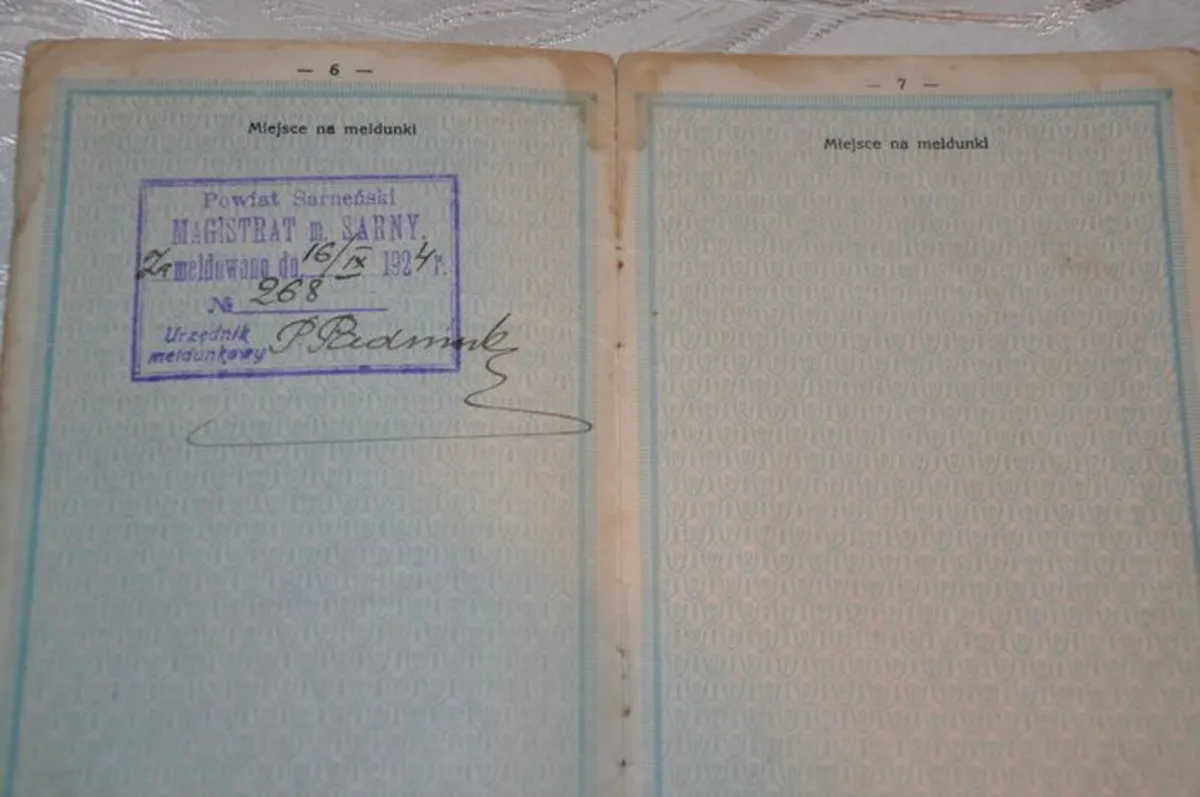 — 6 —
Miejsce na meldunki
Powiat Sarneński
MAGISTRAT m. SARNY.
Zameldowano dn. 16/IX 1924 r.
№ 268
Urzędnik
meldunkowy
— 7 —
Miejsce na meldunki